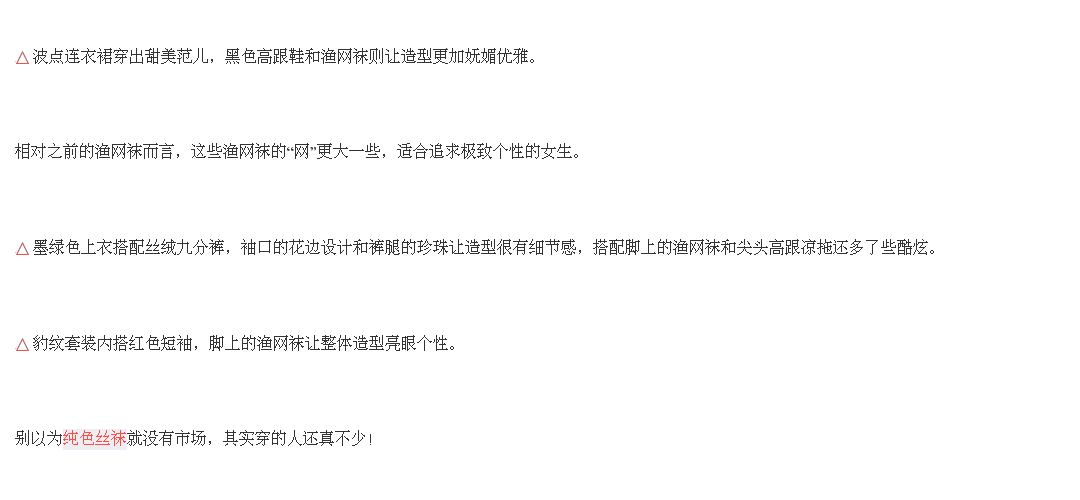 △ 波点连衣裙穿出甜美范儿，黑色高跟鞋和渔网袜则让造型更加妩媚优雅。
相对之前的渔网袜而言，这些渔网袜的“网”更大一些，适合追求极致个性的女生。
△ 墨绿色上衣搭配丝绒九分裤，袖口的花边设计和裤腿的珍珠让造型很有细节感，搭配脚上的渔网袜和尖头高跟凉拖还多了些酷炫。
△ 豹纹套装内搭红色短袖，脚上的渔网袜让整体造型亮眼个性。
别以为纯色丝袜就没有市场，其实穿的人还真不少！